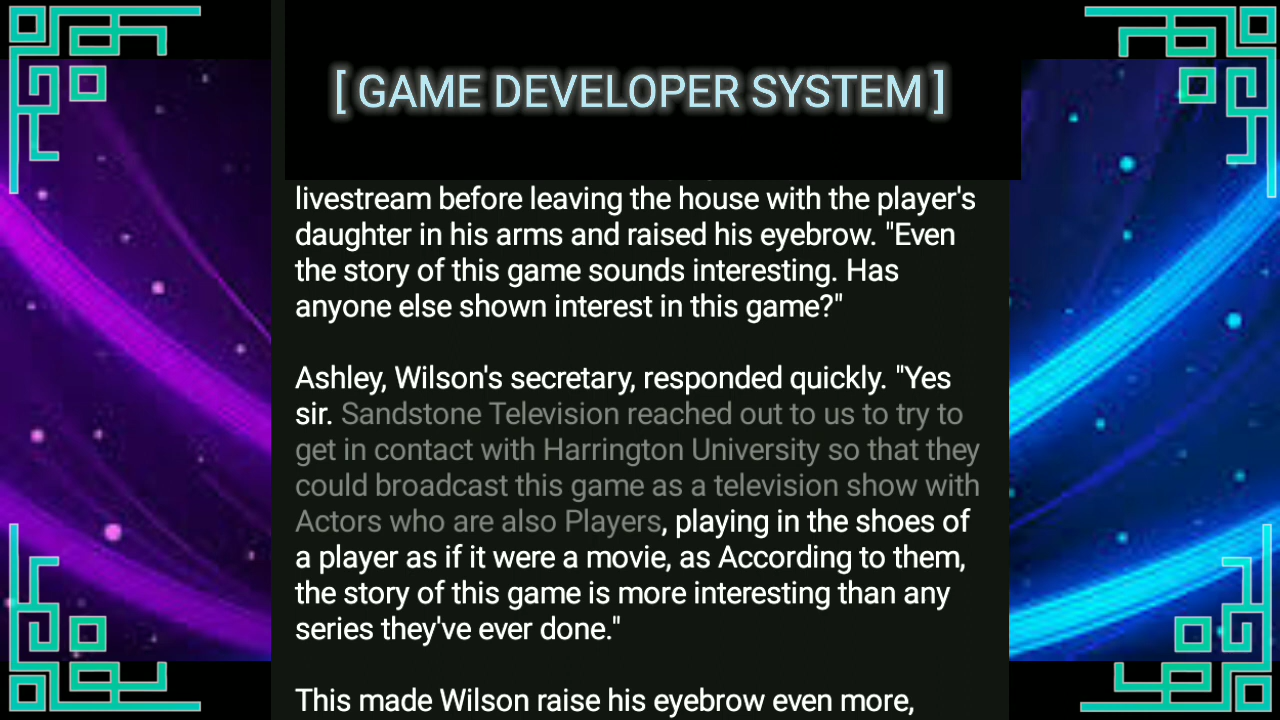 [ GAME DEVELOPER SYSTEM ]
livestream before leaving the house with the player's
daughter in his arms and raised his eyebrow. "Even
the story of this game sounds interesting. Has
anyone else shown interest in this game?"
Ashley, Wilson's secretary, responded quickly. "Yes
sir. Sandstone Television reached out to us to try to
get in contact with Harrington University so that they
could broadcast this game as a television show with
Actors who are also Players, playing in the shoes of
a player as if it were a movie, as According to them,
the story of this game is more interesting than any
series they've ever done."
This made Wilson raise his eyebrow even more,